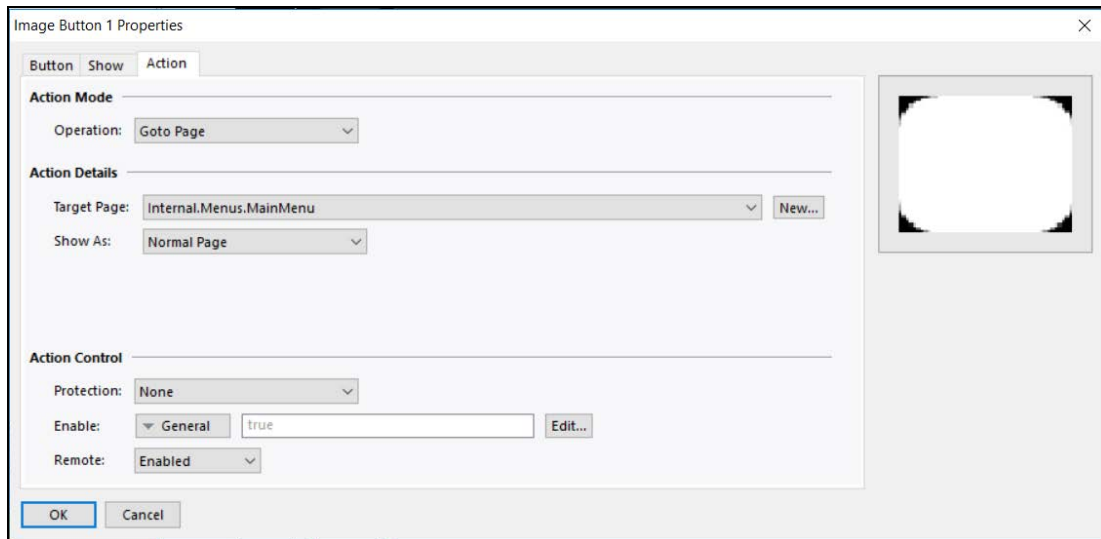 Image Button 1 Properties
Button Show Action
Action Mode
Operation: Goto Page
Action Details
Target Page: Internal.Menus.MainMenu New...
Show As: Normal Page
Action Control
Protection: None
Enable: General true Edit...
Remote: Enabled
OK Cancel